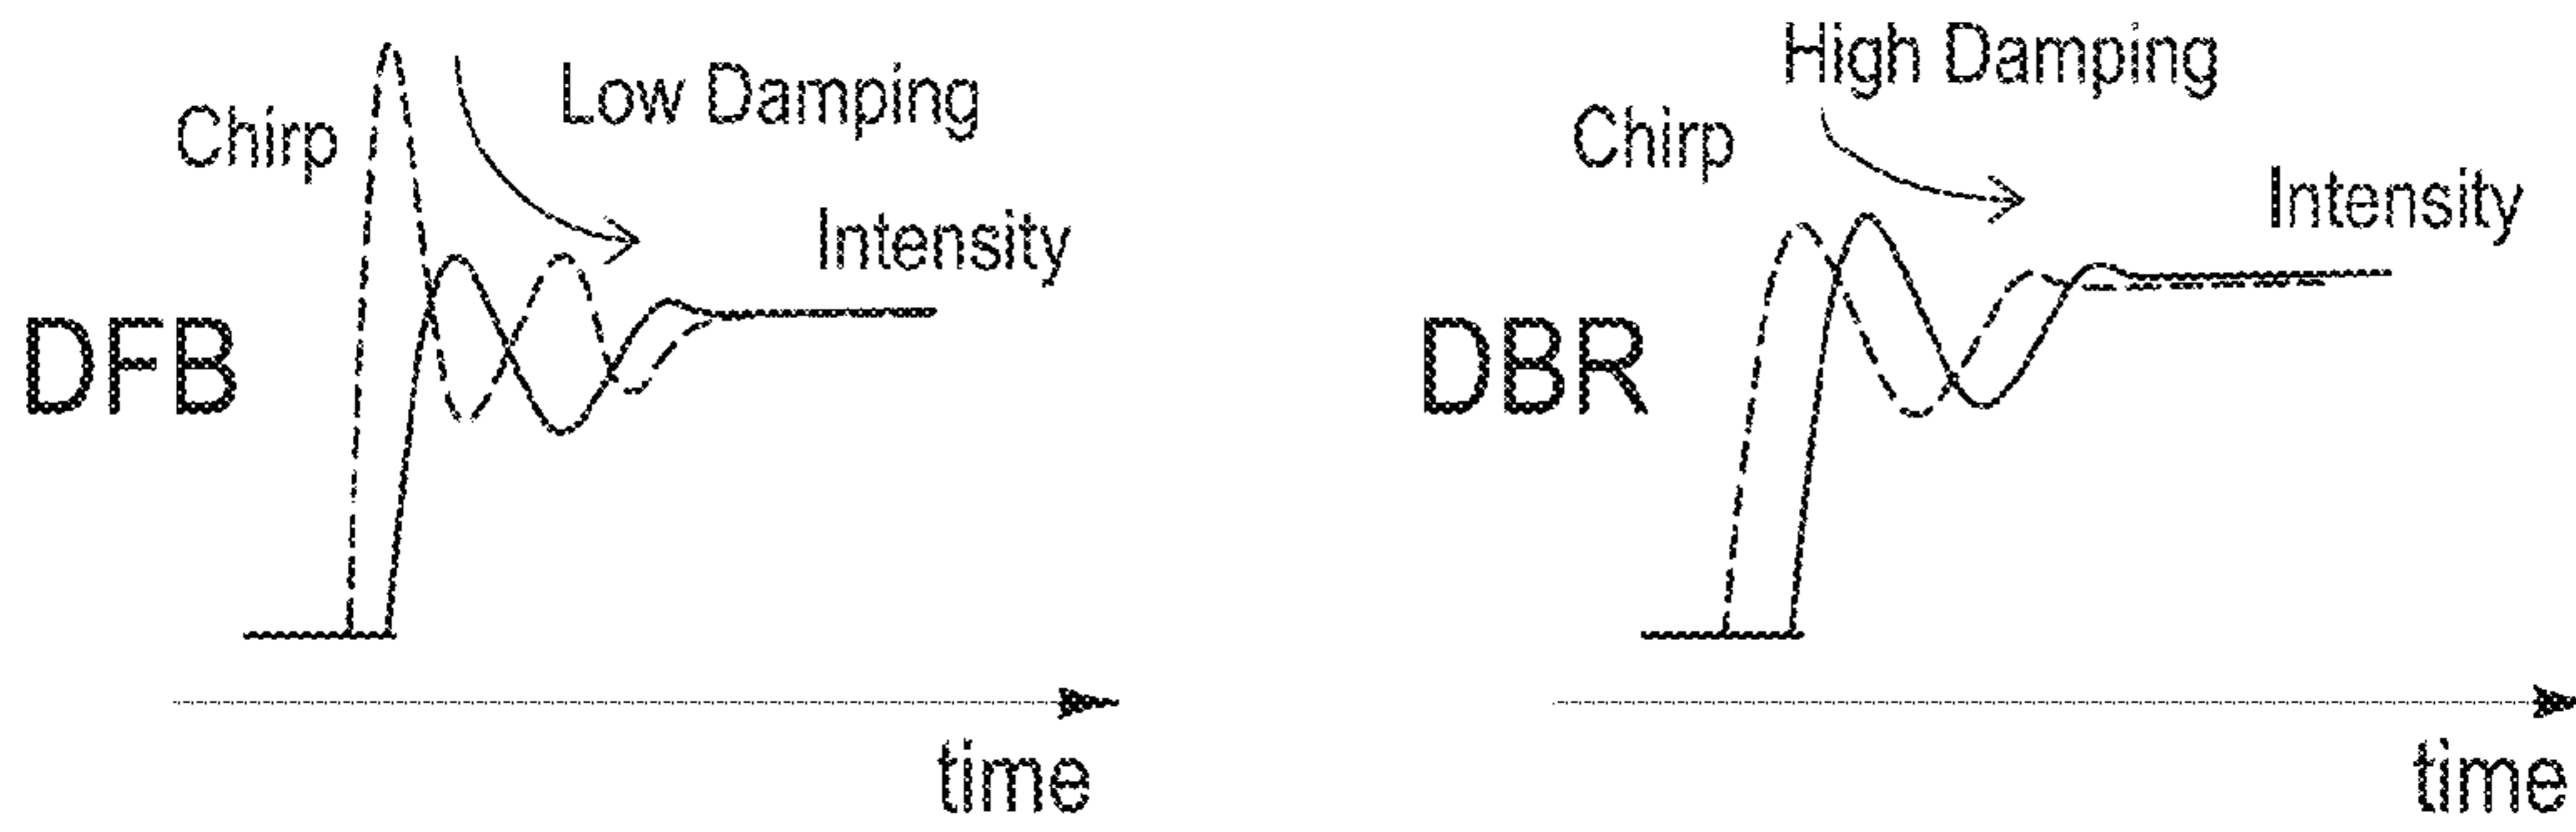 Chirp
Low Damping
Intensity
DFB
time
High Damping
Chirp
Intensity
DBR
time